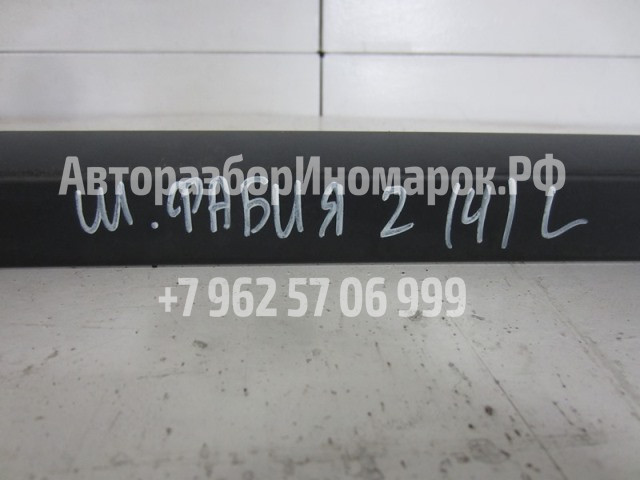 АвторазборИномарок.РФ
Ш. ФАБИЯ 2 /4/ L
+7 962 57 06 999